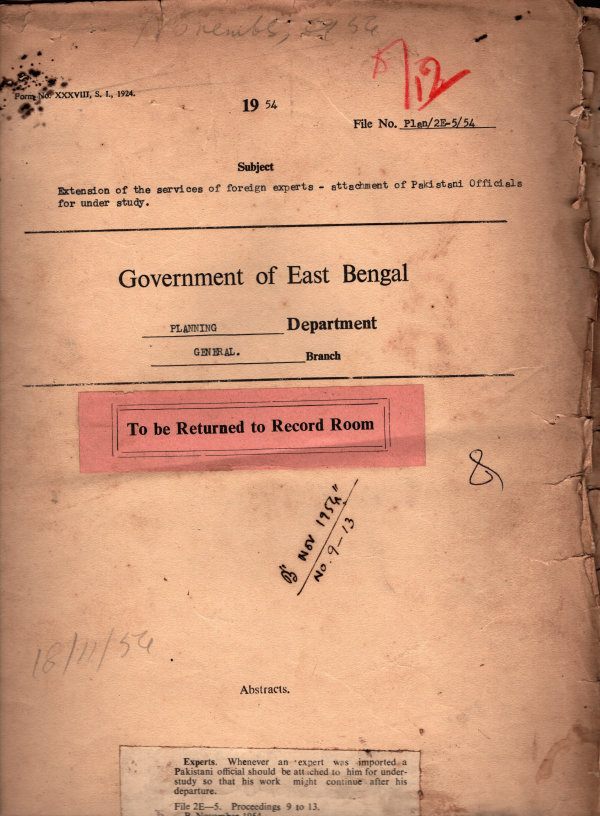 November, 1954
8/12
Form No. XXXVIII, S. I., 1924.
19 54
File No. Plan/2E-5/54
Subject
Extension of the services of foreign experts - attachment of Pakistani Officials
for under study.
Government of East Bengal
PLANNING Department
GENERAL. Branch
To be Returned to Record Room
"B" NOV 1954"
No. 9-13
18/11/54
Abstracts.
Experts. Whenever an expert was imported a
Pakistani official should be attached to him for under-
study so that his work might continue after his
departure.
File 2E—5. Proceedings 9 to 13.
B November 1954